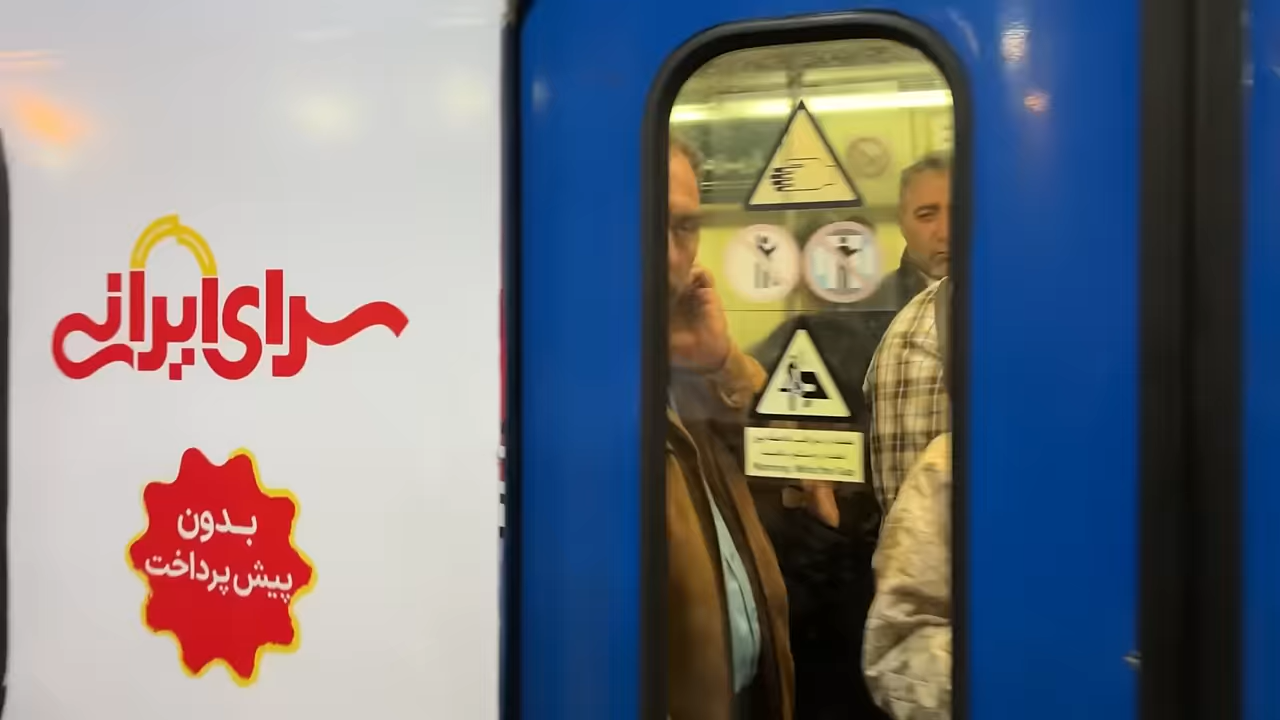 سرای ایرانی
بدون
پیش پرداخت